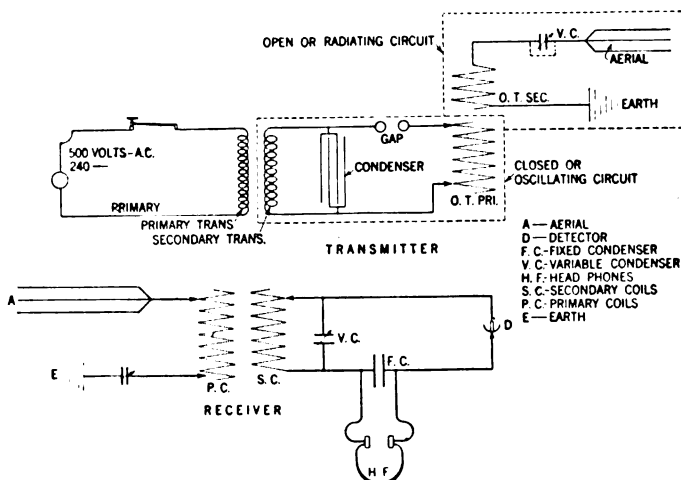 OPEN OR RADIATING CIRCUIT
V. C.
AERIAL
O. T. SEC.
EARTH
500 VOLTS - A.C.
240 —
PRIMARY
PRIMARY TRANS
SECONDARY TRANS.
CONDENSER
GAP
O. T. PRI.
CLOSED OR
OSCILLATING CIRCUIT
TRANSMITTER
A — AERIAL
D — DETECTOR
F. C. - FIXED CONDENSER
V. C. - VARIABLE CONDENSER
H. F. - HEAD PHONES
S. C. - SECONDARY COILS
P. C. - PRIMARY COILS
E — EARTH
A
V. C.
D
F. C.
E
P. C.
S. C.
RECEIVER
H F